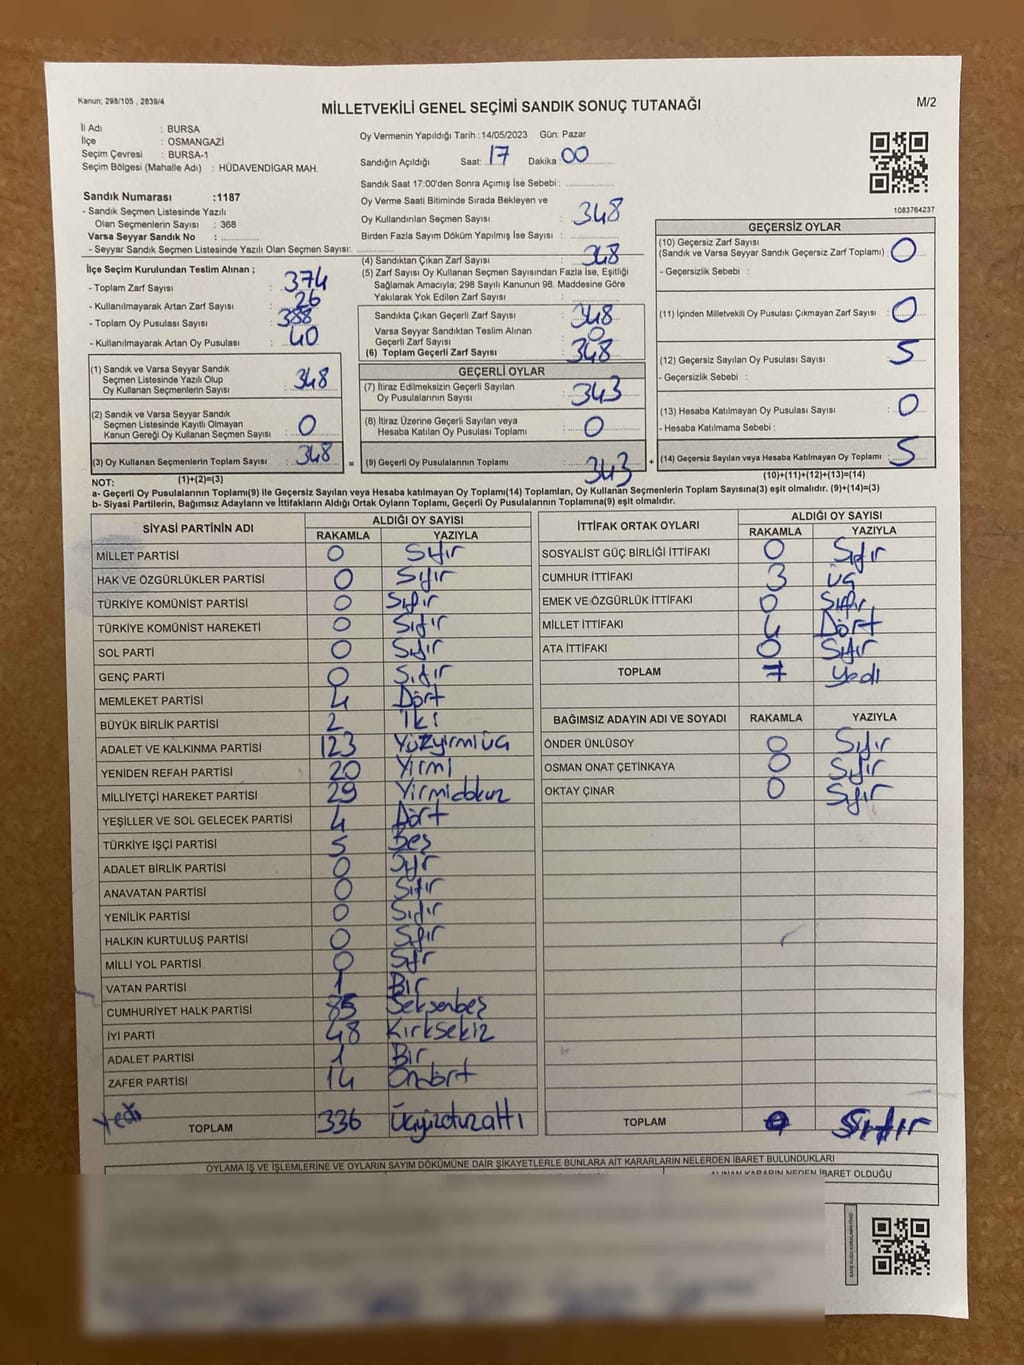 Kanun; 298/105 , 2839/4
MİLLETVEKİLİ GENEL SEÇİMİ SANDIK SONUÇ TUTANAĞI
M/2
İl Adı : BURSA
İlçe : OSMANGAZİ
Seçim Çevresi : BURSA-1
Seçim Bölgesi (Mahalle Adı) : HÜDAVENDİGAR MAH.
Oy Vermenin Yapıldığı Tarih :14/05/2023 Gün: Pazar
Sandığın Açıldığı Saat: 17 Dakika : 00
Sandık Saat 17:00'den Sonra Açımış İse Sebebi :
1083764237
Sandık Numarası :1187
- Sandık Seçmen Listesinde Yazılı
Olan Seçmenlerin Sayısı : 368
Varsa Seyyar Sandık No :
- Seyyar Sandık Seçmen Listesinde Yazılı Olan Seçmen Sayısı:
Oy Verme Saati Bitiminde Sırada Bekleyen ve
Oy Kullandırılan Seçmen Sayısı : 348
Birden Fazla Sayım Döküm Yapılmış İse Sayısı :
İlçe Seçim Kurulundan Teslim Alınan ;
- Toplam Zarf Sayısı : 374
- Kullanılmayarak Artan Zarf Sayısı : 26
- Toplam Oy Pusulası Sayısı : 388
- Kullanılmayarak Artan Oy Pusulası : 40
(4) Sandıktan Çıkan Zarf Sayısı : 348
(5) Zarf Sayısı Oy Kullanan Seçmen Sayısından Fazla İse, Eşitliği
Sağlamak Amacıyla; 298 Sayılı Kanunun 98. Maddesine Göre
Yakılarak Yok Edilen Zarf Sayısı :
Sandıkta Çıkan Geçerli Zarf Sayısı : 348
Varsa Seyyar Sandıktan Teslim Alınan
Geçerli Zarf Sayısı : 0
(6) Toplam Geçerli Zarf Sayısı : 348
GEÇERSİZ OYLAR
(10) Geçersiz Zarf Sayısı
(Sandık ve Varsa Seyyar Sandık Geçersiz Zarf Toplamı) : 0
- Geçersizlik Sebebi :
(11) İçinden Milletvekili Oy Pusulası Çıkmayan Zarf Sayısı : 0
(12) Geçersiz Sayılan Oy Pusulası Sayısı : 5
- Geçersizlik Sebebi :
(13) Hesaba Katılmayan Oy Pusulası Sayısı : 0
- Hesaba Katılmama Sebebi :
(14) Geçersiz Sayılan veya Hesaba Katılmayan Oy Toplamı : 5
(10)+(11)+(12)+(13)=(14)
(1) Sandık ve Varsa Seyyar Sandık
Seçmen Listesinde Yazılı Olup
Oy Kullanan Seçmenlerin Sayısı : 348
(2) Sandık ve Varsa Seyyar Sandık
Seçmen Listesinde Kayıtlı Olmayan
Kanun Gereği Oy Kullanan Seçmen Sayısı : 0
(3) Oy Kullanan Seçmenlerin Toplam Sayısı : 348 =
(1)+(2)=(3)
GEÇERLİ OYLAR
(7) İtiraz Edilmeksizin Geçerli Sayılan
Oy Pusulalarının Sayısı : 343
(8) İtiraz Üzerine Geçerli Sayılan veya
Hesaba Katılan Oy Pusulası Toplamı : 0
(9) Geçerli Oy Pusulalarının Toplamı : 343 +
NOT:
a- Geçerli Oy Pusulalarının Toplamı(9) ile Geçersiz Sayılan veya Hesaba katılmayan Oy Toplamı(14) Toplamları, Oy Kullanan Seçmenlerin Toplam Sayısına(3) eşit olmalıdır. (9)+(14)=(3)
b- Siyasi Partilerin, Bağımsız Adayların ve İttifakların Aldığı Ortak Oyların Toplamı, Geçerli Oy Pusulalarının Toplamına(9) eşit olmalıdır.
SİYASİ PARTİNİN ADI ALDIĞI OY SAYISI
RAKAMLA YAZIYLA
MİLLET PARTİSİ 0 Sıfır
HAK VE ÖZGÜRLÜKLER PARTİSİ 0 Sıfır
TÜRKİYE KOMÜNİST PARTİSİ 0 Sıfır
TÜRKİYE KOMÜNİST HAREKETİ 0 Sıfır
SOL PARTİ 0 Sıfır
GENÇ PARTİ 0 Sıfır
MEMLEKET PARTİSİ 4 Dört
BÜYÜK BİRLİK PARTİSİ 2 İki
ADALET VE KALKINMA PARTİSİ 123 Yüzyirmiüç
YENİDEN REFAH PARTİSİ 20 Yirmi
MİLLİYETÇİ HAREKET PARTİSİ 29 Yirmidokuz
YEŞİLLER VE SOL GELECEK PARTİSİ 4 Dört
TÜRKİYE İŞÇİ PARTİSİ 5 Beş
ADALET BİRLİK PARTİSİ 0 Sıfır
ANAVATAN PARTİSİ 0 Sıfır
YENİLİK PARTİSİ 0 Sıfır
HALKIN KURTULUŞ PARTİSİ 0 Sıfır
MİLLİ YOL PARTİSİ 0 Sıfır
VATAN PARTİSİ 1 Bir
CUMHURİYET HALK PARTİSİ 85 Seksenbeş
İYİ PARTİ 48 Kırksekiz
ADALET PARTİSİ 1 Bir
ZAFER PARTİSİ 14 Ondört
TOPLAM 336 Üçyüzotuzaltı
İTTİFAK ORTAK OYLARI ALDIĞI OY SAYISI
RAKAMLA YAZIYLA
SOSYALİST GÜÇ BİRLİĞİ İTTİFAKI 0 Sıfır
CUMHUR İTTİFAKI 3 üç
EMEK VE ÖZGÜRLÜK İTTİFAKI 0 Sıfır
MİLLET İTTİFAKI 4 Dört
ATA İTTİFAKI 0 Sıfır
TOPLAM 7 Yedi
BAĞIMSIZ ADAYIN ADI VE SOYADI RAKAMLA YAZIYLA
ÖNDER ÜNLÜSOY 0 Sıfır
OSMAN ONAT ÇETİNKAYA 0 Sıfır
OKTAY ÇINAR 0 Sıfır
Yedi
TOPLAM Sıfır
OYLAMA İŞ VE İŞLEMLERİNE VE OYLARIN SAYIM DÖKÜMÜNE DAİR ŞİKAYETLERLE BUNLARA AİT KARARLARIN NELERDEN İBARET BULUNDUKLARI
ALINAN KARARIN NEDEN İBARET OLDUĞU